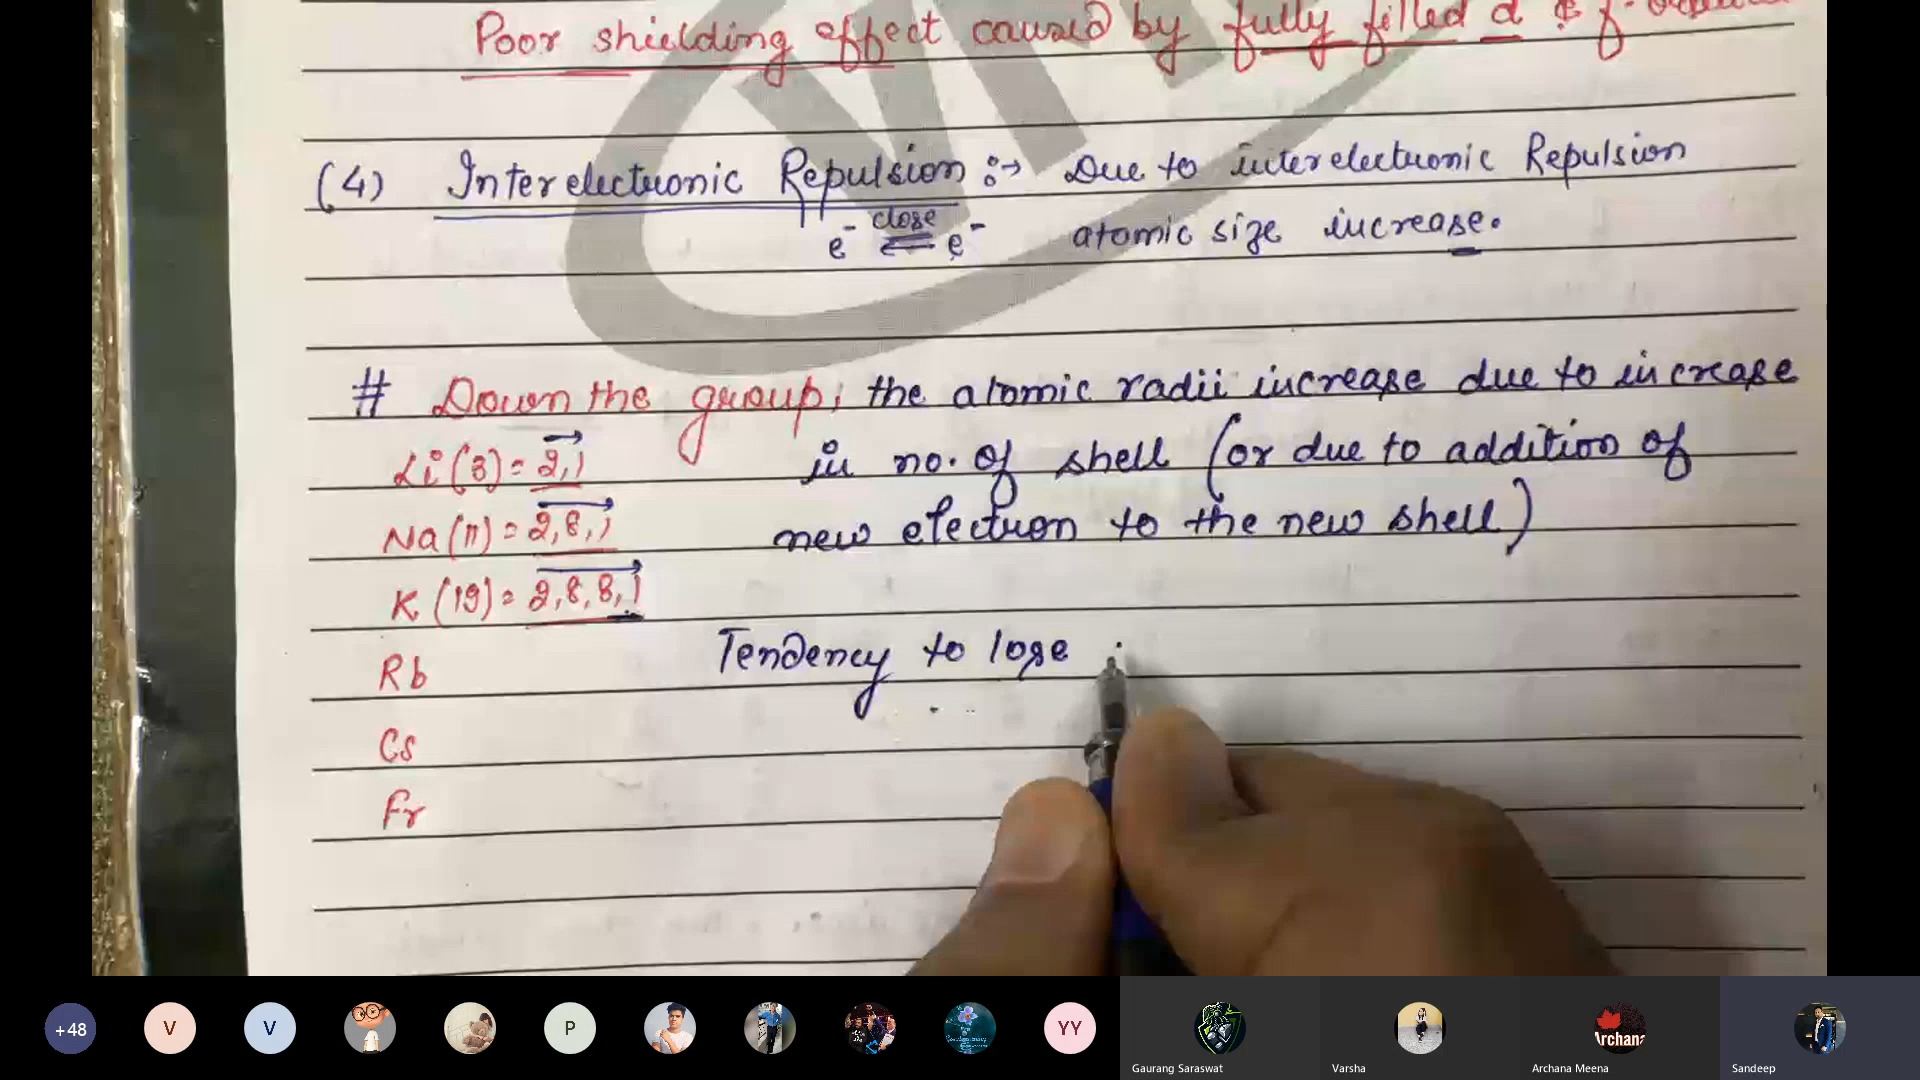 Poor shielding effect caused by fully filled d & f-
(4) Interelectronic Repulsion :→ Due to interelectronic Repulsion
close
e⁻ ⇌ e⁻ atomic size increase.
# Down the group, the atomic radii increase due to increase
Li (3) = 2,1 in no. of shell (or due to addition of
Na (11) = 2,8,1 new electron to the new shell)
K (19) = 2,8,8,1
Rb Tendency to lose
Cs
Fr
+48 V V P YY
Gaurang Saraswat Varsha Archana Meena Sandeep